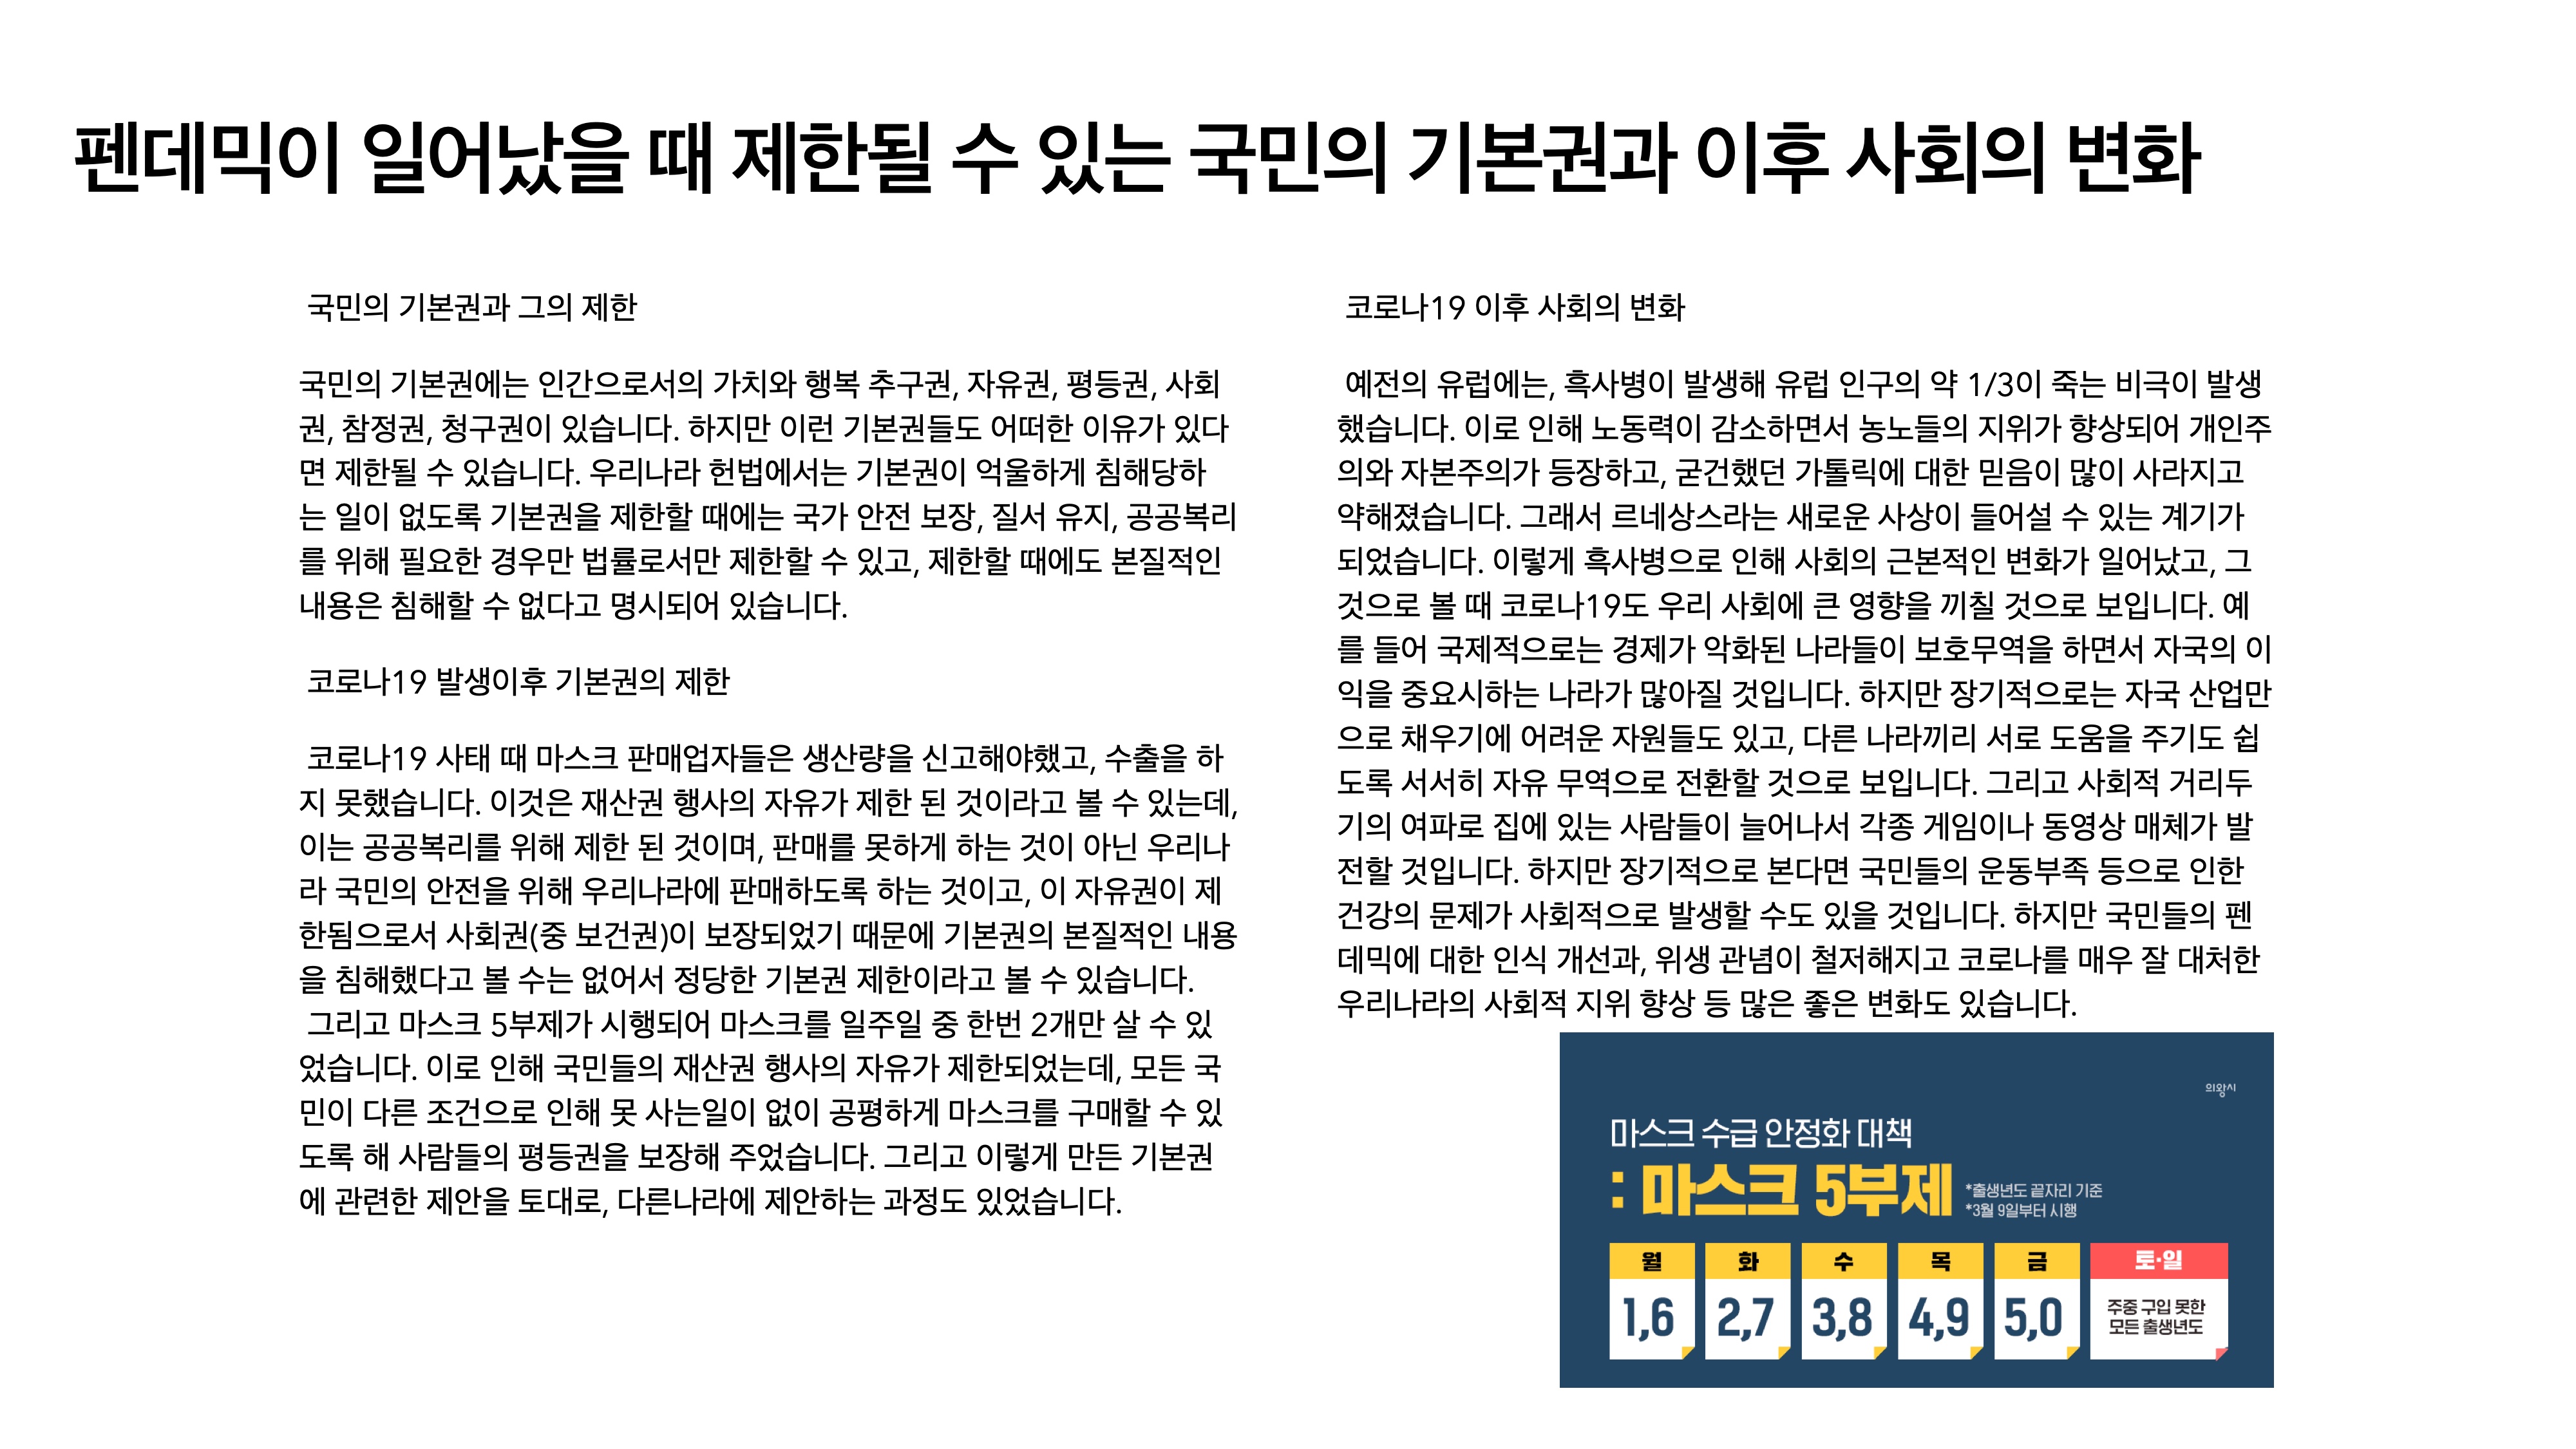 펜데믹이 일어났을 때 제한될 수 있는 국민의 기본권과 이후 사회의 변화
국민의 기본권과 그의 제한
국민의 기본권에는 인간으로서의 가치와 행복 추구권, 자유권, 평등권, 사회
권, 참정권, 청구권이 있습니다. 하지만 이런 기본권들도 어떠한 이유가 있다
면 제한될 수 있습니다. 우리나라 헌법에서는 기본권이 억울하게 침해당하
는 일이 없도록 기본권을 제한할 때에는 국가 안전 보장, 질서 유지, 공공복리
를 위해 필요한 경우만 법률로서만 제한할 수 있고, 제한할 때에도 본질적인
내용은 침해할 수 없다고 명시되어 있습니다.
코로나19 발생이후 기본권의 제한
코로나19 사태 때 마스크 판매업자들은 생산량을 신고해야했고, 수출을 하
지 못했습니다. 이것은 재산권 행사의 자유가 제한 된 것이라고 볼 수 있는데,
이는 공공복리를 위해 제한 된 것이며, 판매를 못하게 하는 것이 아닌 우리나
라 국민의 안전을 위해 우리나라에 판매하도록 하는 것이고, 이 자유권이 제
한됨으로서 사회권(중 보건권)이 보장되었기 때문에 기본권의 본질적인 내용
을 침해했다고 볼 수는 없어서 정당한 기본권 제한이라고 볼 수 있습니다.
그리고 마스크 5부제가 시행되어 마스크를 일주일 중 한번 2개만 살 수 있
었습니다. 이로 인해 국민들의 재산권 행사의 자유가 제한되었는데, 모든 국
민이 다른 조건으로 인해 못 사는일이 없이 공평하게 마스크를 구매할 수 있
도록 해 사람들의 평등권을 보장해 주었습니다. 그리고 이렇게 만든 기본권
에 관련한 제안을 토대로, 다른나라에 제안하는 과정도 있었습니다.
코로나19 이후 사회의 변화
예전의 유럽에는, 흑사병이 발생해 유럽 인구의 약 1/3이 죽는 비극이 발생
했습니다. 이로 인해 노동력이 감소하면서 농노들의 지위가 향상되어 개인주
의와 자본주의가 등장하고, 굳건했던 가톨릭에 대한 믿음이 많이 사라지고
약해졌습니다. 그래서 르네상스라는 새로운 사상이 들어설 수 있는 계기가
되었습니다. 이렇게 흑사병으로 인해 사회의 근본적인 변화가 일어났고, 그
것으로 볼 때 코로나19도 우리 사회에 큰 영향을 끼칠 것으로 보입니다. 예
를 들어 국제적으로는 경제가 악화된 나라들이 보호무역을 하면서 자국의 이
익을 중요시하는 나라가 많아질 것입니다. 하지만 장기적으로는 자국 산업만
으로 채우기에 어려운 자원들도 있고, 다른 나라끼리 서로 도움을 주기도 쉽
도록 서서히 자유 무역으로 전환할 것으로 보입니다. 그리고 사회적 거리두
기의 여파로 집에 있는 사람들이 늘어나서 각종 게임이나 동영상 매체가 발
전할 것입니다. 하지만 장기적으로 본다면 국민들의 운동부족 등으로 인한
건강의 문제가 사회적으로 발생할 수도 있을 것입니다. 하지만 국민들의 펜
데믹에 대한 인식 개선과, 위생 관념이 철저해지고 코로나를 매우 잘 대처한
우리나라의 사회적 지위 향상 등 많은 좋은 변화도 있습니다.
의왕시
마스크 수급 안정화 대책
: 마스크 5부제
*출생년도 끝자리 기준
*3월 9일부터 시행
월 화 수 목 금 토·일
1,6 2,7 3,8 4,9 5,0
주중 구입 못한
모든 출생년도